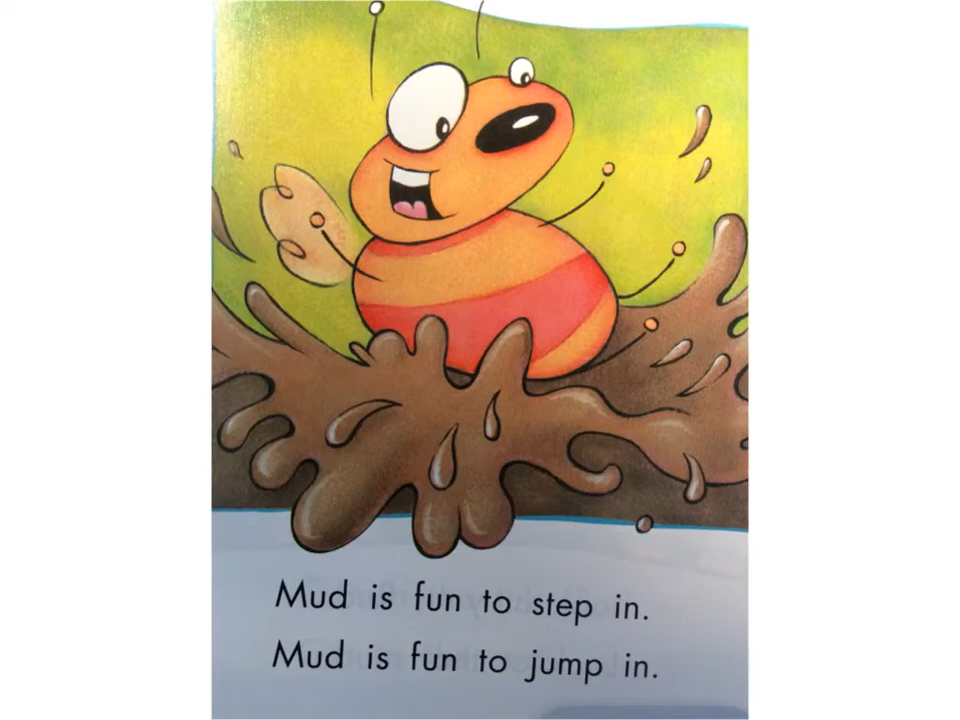 Mud is fun to step in.
Mud is fun to jump in.